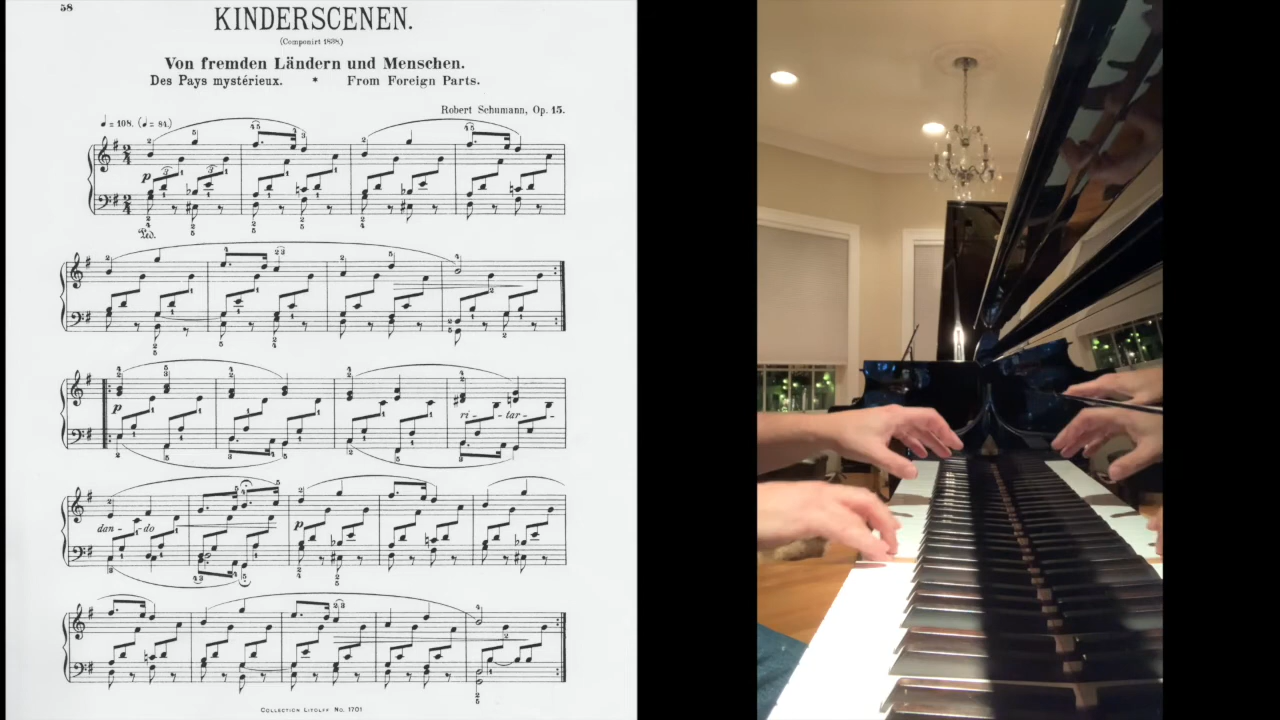 58
KINDERSCENEN.
(Componirt 1838.)
Von fremden Ländern und Menschen.
Des Pays mystérieux. * From Foreign Parts.
Robert Schumann, Op. 15.
♩ = 108. (♩ = 84.)
p
Ped.
p
ri - tar -
dan - do
p
COLLECTION LITOLFF No. 1701